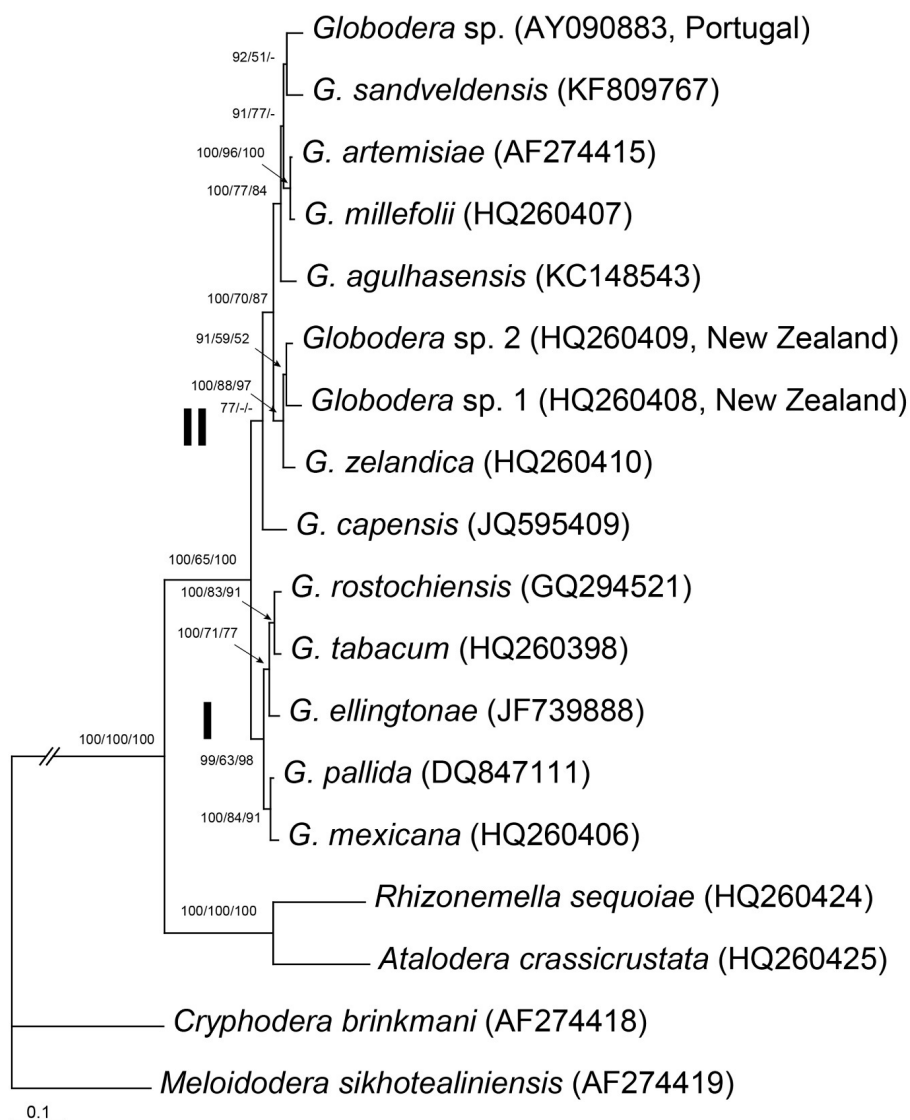 Globodera sp. (AY090883, Portugal)
92/51/-
G. sandveldensis (KF809767)
91/77/-
100/96/100
G. artemisiae (AF274415)
100/77/84
G. millefolii (HQ260407)
G. agulhasensis (KC148543)
100/70/87
91/59/52
Globodera sp. 2 (HQ260409, New Zealand)
100/88/97
77/-/-
Globodera sp. 1 (HQ260408, New Zealand)
II
G. zelandica (HQ260410)
G. capensis (JQ595409)
100/65/100
100/83/91
G. rostochiensis (GQ294521)
100/71/77
G. tabacum (HQ260398)
I
G. ellingtonae (JF739888)
100/100/100
99/63/98
G. pallida (DQ847111)
100/84/91
G. mexicana (HQ260406)
Rhizonemella sequoiae (HQ260424)
100/100/100
Atalodera crassicrustata (HQ260425)
Cryphodera brinkmani (AF274418)
Meloidodera sikhotealiniensis (AF274419)
0.1